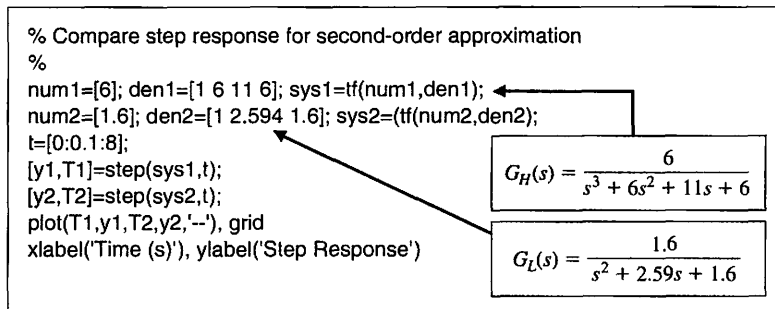 % Compare step response for second-order approximation
%
num1=[6]; den1=[1 6 11 6]; sys1=tf(num1,den1);
num2=[1.6]; den2=[1 2.594 1.6]; sys2=(tf(num2,den2);
t=[0:0.1:8];
[y1,T1]=step(sys1,t);
[y2,T2]=step(sys2,t);
plot(T1,y1,T2,y2,'--'), grid
xlabel('Time (s)'), ylabel('Step Response')
G_H(s) = \frac{6}{s^3 + 6s^2 + 11s + 6}
G_L(s) = \frac{1.6}{s^2 + 2.59s + 1.6}